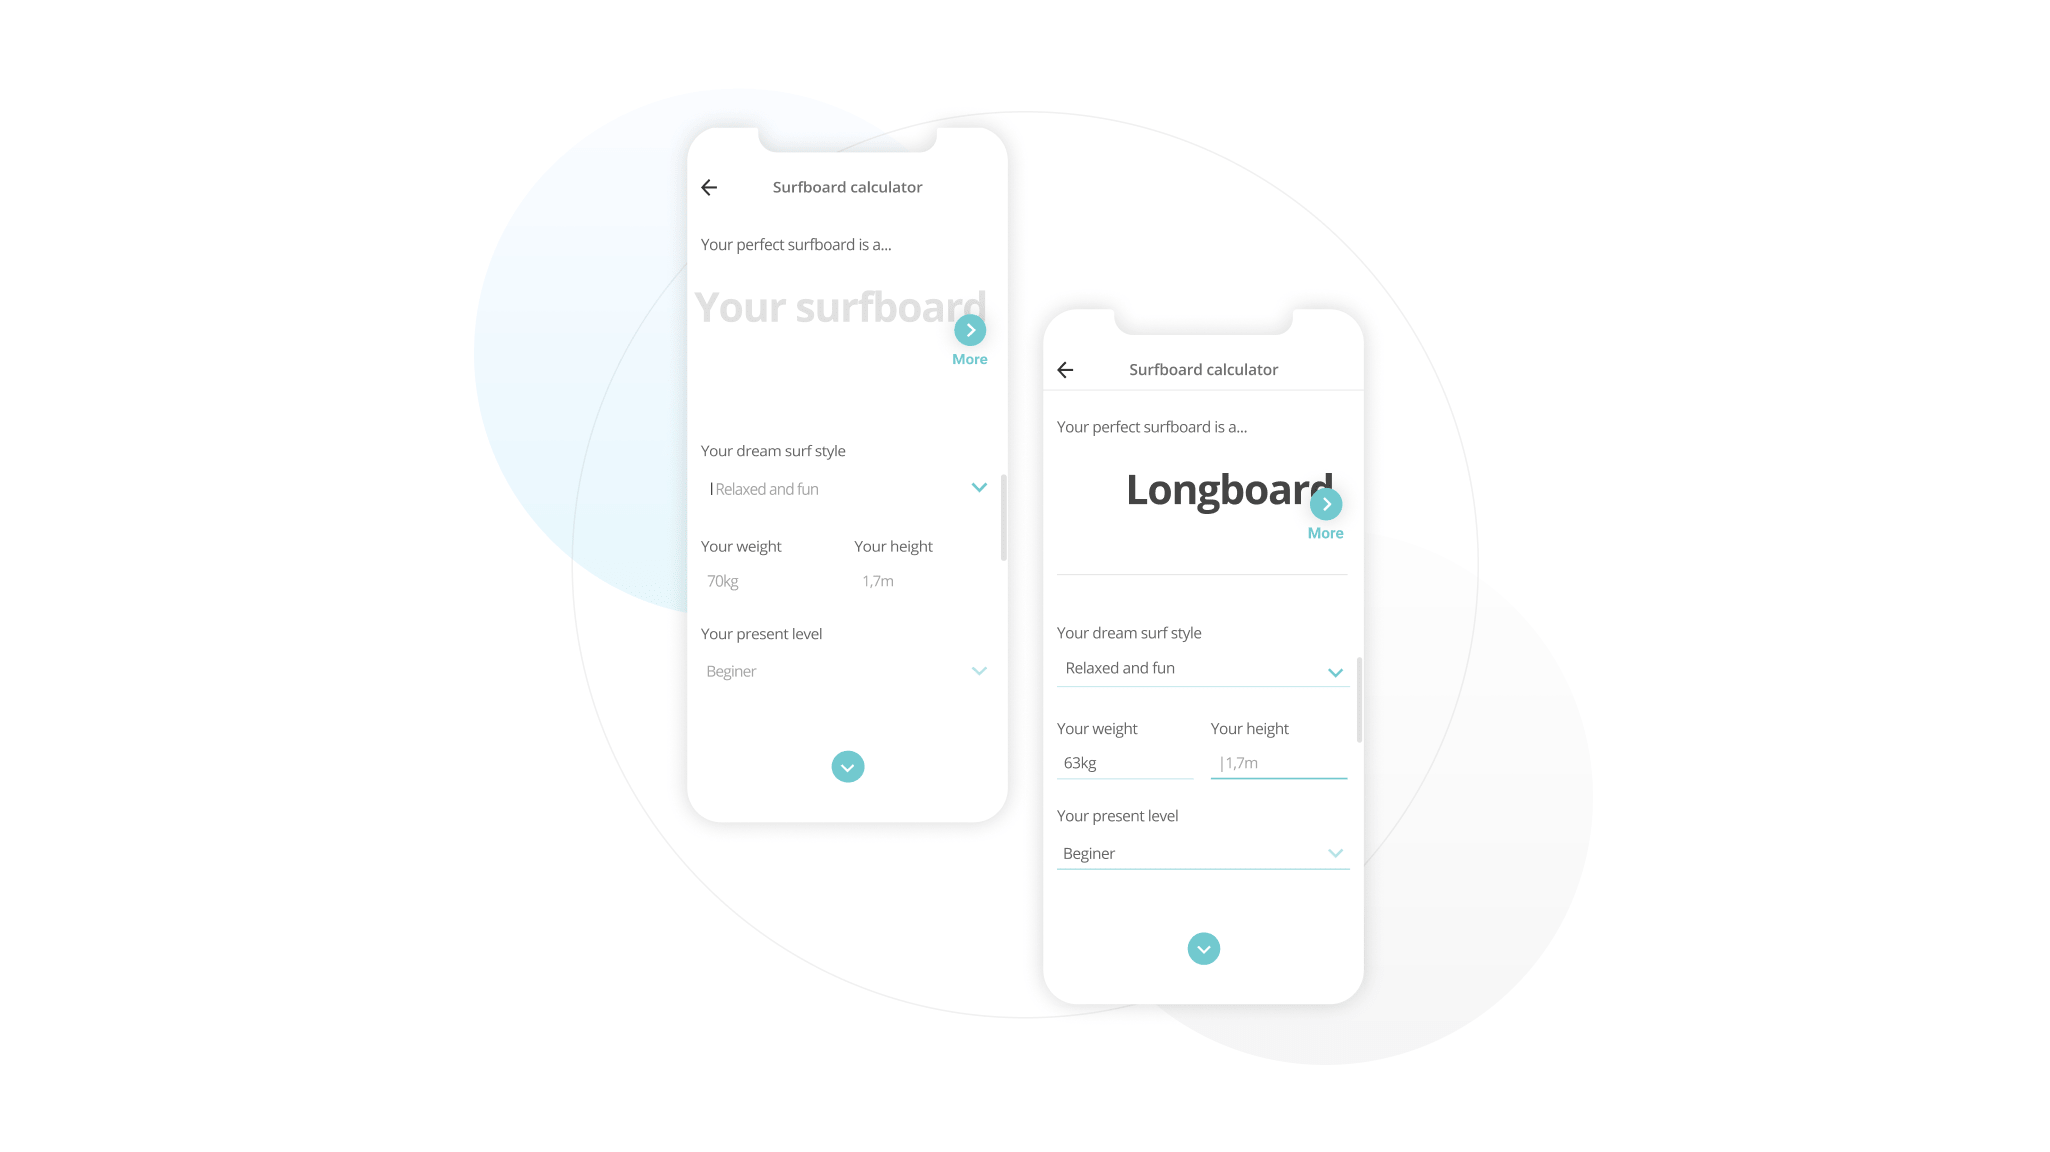 Surfboard calculator
Your perfect surfboard is a...
Your surfboard
More
Your dream surf style
Relaxed and fun
Your weight Your height
70kg 1,7m
Your present level
Beginer
Surfboard calculator
Your perfect surfboard is a...
Longboard
More
Your dream surf style
Relaxed and fun
Your weight Your height
63kg 1,7m
Your present level
Beginer